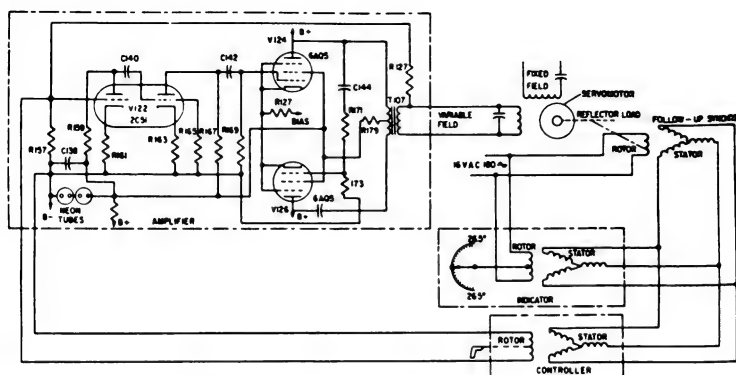 B+
V124
6AQ5
C140
C142
C144
R127
T107
FIXED
FIELD
SERVOMOTOR
V122
2C51
R127
BIAS
R171
R179
VARIABLE
FIELD
REFLECTOR LOAD
FOLLOW-UP SYNCHRO
R157
R161
R163
R165
R167
R169
C138
ROTOR
STATOR
173
16 V AC 180 ~
B-
NEON
TUBES
B+
V126
6AQ5
B+
AMPLIFIER
26.5°
ROTOR
STATOR
26.5°
INDICATOR
ROTOR
STATOR
CONTROLLER